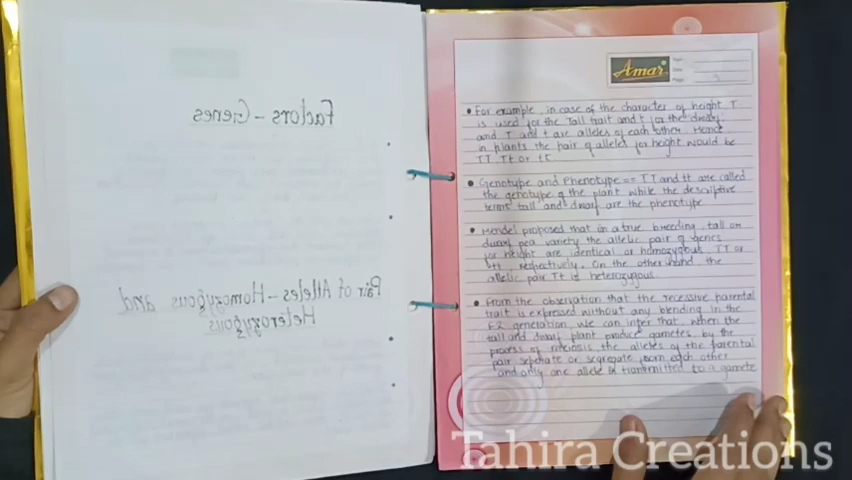 Factors - Genes
Pair of Alleles - Homozygous and
Heterozygous
Amar
Page
9
• For example, in case of the character of height T
is used for the Tall trait and t for the dwarf
and T and t are alleles of each other. Hence
in plants the pair of alleles for height would be
TT Tt or tt
• Genotype and Phenotype == TT and tt are called
the genotype of the plant while the descriptive
terms tall and dwarf are the phenotype
• Mendel proposed that in a true breeding, tall or
dwarf pea variety the allelic pair of genes
for height are identical or homozygous TT or
tt, respectively. On the other hand, the
allelic pair Tt is heterozygous.
• From the observation that the recessive parental
trait is expressed without any blending in the
F2 generation, we can infer that, when the
tall and dwarf plant produce gametes by the
process of meiosis the alleles of the parental
pair seperate or segregate from each other
and only one allele is transmitted to a gamete
Tahira Creations